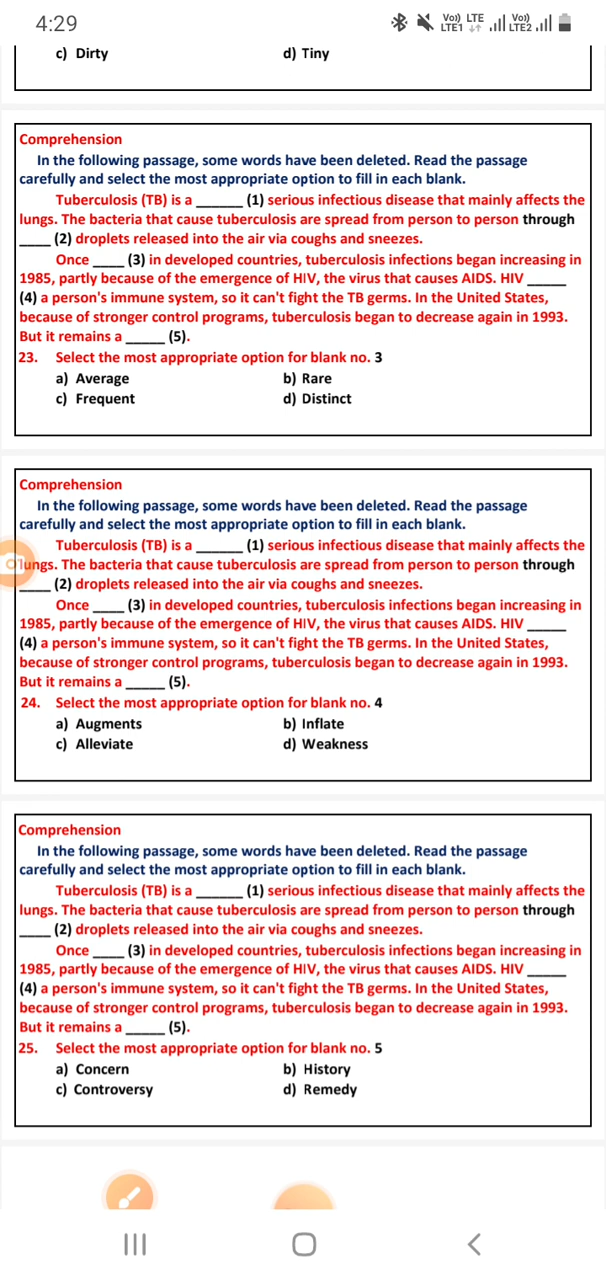 4:29
Vo)) LTE Vo))
LTE1 LTE2
c) Dirty d) Tiny
Comprehension
In the following passage, some words have been deleted. Read the passage
carefully and select the most appropriate option to fill in each blank.
Tuberculosis (TB) is a ______ (1) serious infectious disease that mainly affects the
lungs. The bacteria that cause tuberculosis are spread from person to person through
____ (2) droplets released into the air via coughs and sneezes.
Once ____ (3) in developed countries, tuberculosis infections began increasing in
1985, partly because of the emergence of HIV, the virus that causes AIDS. HIV _____
(4) a person's immune system, so it can't fight the TB germs. In the United States,
because of stronger control programs, tuberculosis began to decrease again in 1993.
But it remains a _____ (5).
23. Select the most appropriate option for blank no. 3
a) Average b) Rare
c) Frequent d) Distinct
Comprehension
In the following passage, some words have been deleted. Read the passage
carefully and select the most appropriate option to fill in each blank.
Tuberculosis (TB) is a ______ (1) serious infectious disease that mainly affects the
lungs. The bacteria that cause tuberculosis are spread from person to person through
____ (2) droplets released into the air via coughs and sneezes.
Once ____ (3) in developed countries, tuberculosis infections began increasing in
1985, partly because of the emergence of HIV, the virus that causes AIDS. HIV _____
(4) a person's immune system, so it can't fight the TB germs. In the United States,
because of stronger control programs, tuberculosis began to decrease again in 1993.
But it remains a _____ (5).
24. Select the most appropriate option for blank no. 4
a) Augments b) Inflate
c) Alleviate d) Weakness
Comprehension
In the following passage, some words have been deleted. Read the passage
carefully and select the most appropriate option to fill in each blank.
Tuberculosis (TB) is a ______ (1) serious infectious disease that mainly affects the
lungs. The bacteria that cause tuberculosis are spread from person to person through
____ (2) droplets released into the air via coughs and sneezes.
Once ____ (3) in developed countries, tuberculosis infections began increasing in
1985, partly because of the emergence of HIV, the virus that causes AIDS. HIV _____
(4) a person's immune system, so it can't fight the TB germs. In the United States,
because of stronger control programs, tuberculosis began to decrease again in 1993.
But it remains a _____ (5).
25. Select the most appropriate option for blank no. 5
a) Concern b) History
c) Controversy d) Remedy